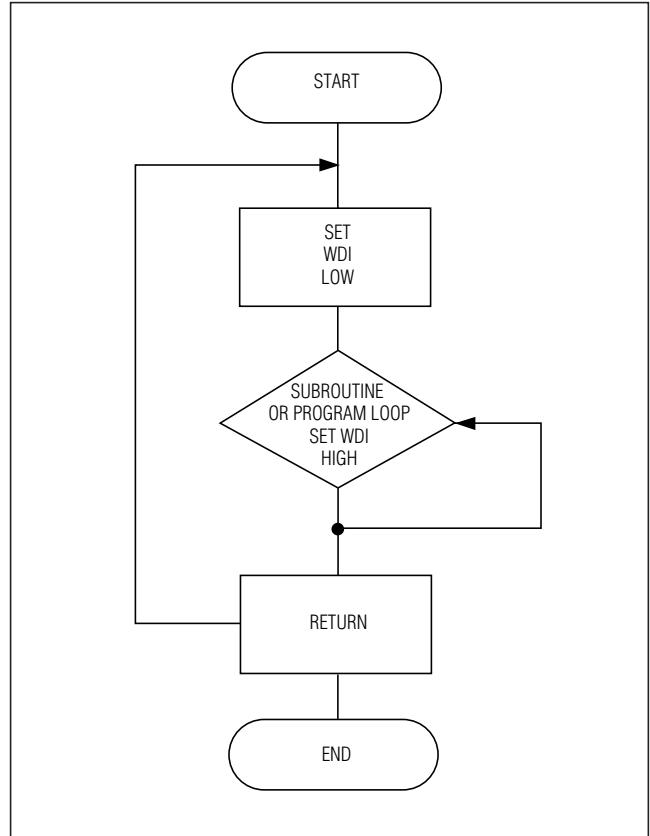 START
SET
WDI
LOW
SUBROUTINE
OR PROGRAM LOOP
SET WDI
HIGH
RETURN
END